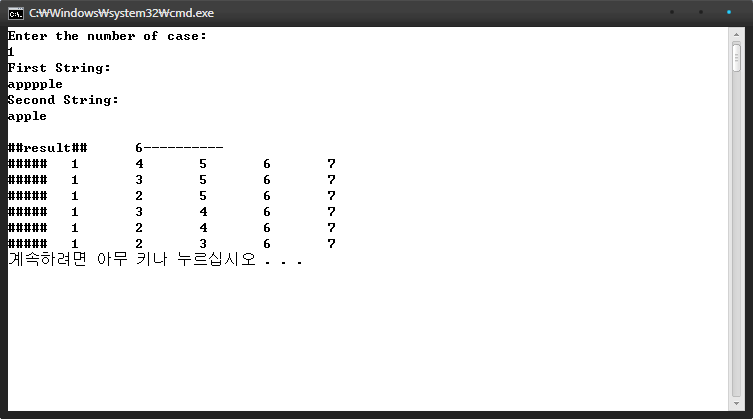 C:₩Windows₩system32₩cmd.exe
Enter the number of case:
1
First String:
apppple
Second String:
apple
##result## 6----------
##### 1 4 5 6 7
##### 1 3 5 6 7
##### 1 2 5 6 7
##### 1 3 4 6 7
##### 1 2 4 6 7
##### 1 2 3 6 7
계속하려면 아무 키나 누르십시오 . . .